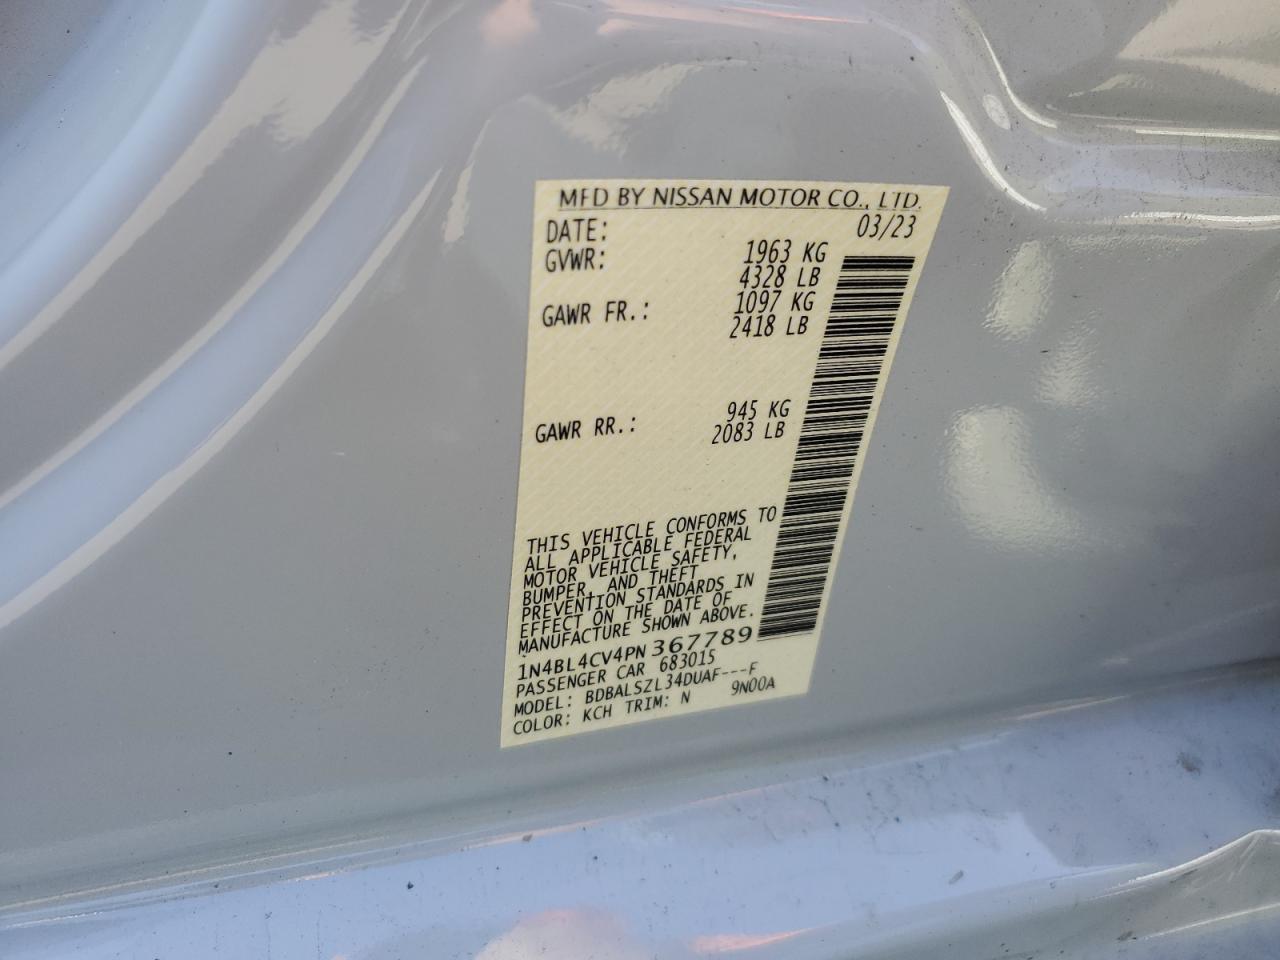 MFD BY NISSAN MOTOR CO., LTD.
DATE: 03/23
GVWR: 1963 KG
4328 LB
GAWR FR.: 1097 KG
2418 LB
GAWR RR.: 945 KG
2083 LB
THIS VEHICLE CONFORMS TO
ALL APPLICABLE FEDERAL
MOTOR VEHICLE SAFETY,
BUMPER, AND THEFT
PREVENTION STANDARDS IN
EFFECT ON THE DATE OF
MANUFACTURE SHOWN ABOVE.
1N4BL4CV4PN367789
PASSENGER CAR 683015
MODEL: BDBALSZL34DUAF---F
COLOR: KCH TRIM: N 9N00A